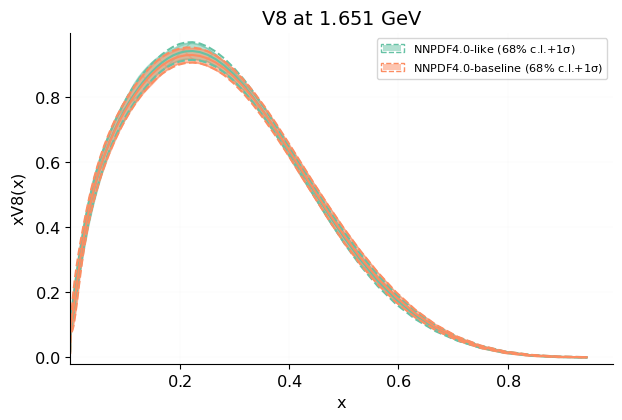 V8 at 1.651 GeV
NNPDF4.0-like (68% c.l.+1σ)
NNPDF4.0-baseline (68% c.l.+1σ)
xV8(x)
0.8
0.6
0.4
0.2
0.0
0.2 0.4 0.6 0.8
x